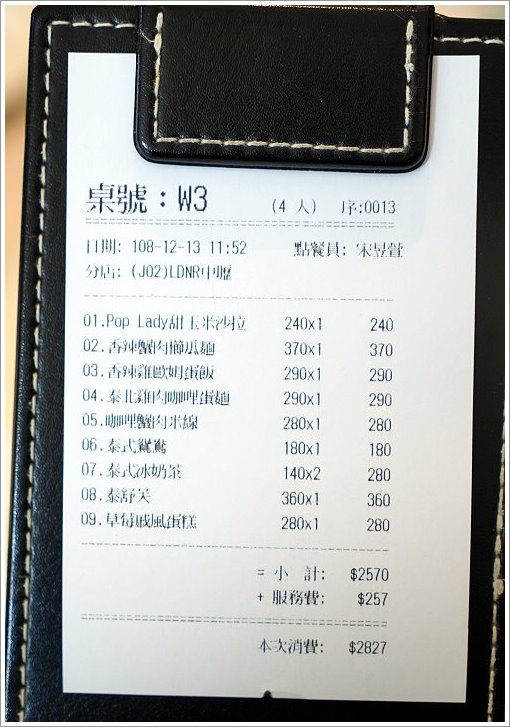 桌號：W3 (4 人) 序:0013
日期: 108-12-13 11:52 點餐員: 宋昱萱
分店: (J02)LDNR中壢
01.Pop Lady甜玉米沙拉 240x1 240
02.香辣蟹肉櫛瓜麵 370x1 370
03.香辣雞歐姆蛋飯 290x1 290
04.泰北雞肉咖哩蛋麵 290x1 290
05.咖哩蟹肉米線 280x1 280
06.泰式鴛鴦 180x1 180
07.泰式冰奶茶 140x2 280
08.泰舒芙 360x1 360
09.草莓戚風蛋糕 280x1 280
= 小 計: $2570
+ 服務費: $257
本次消費: $2827